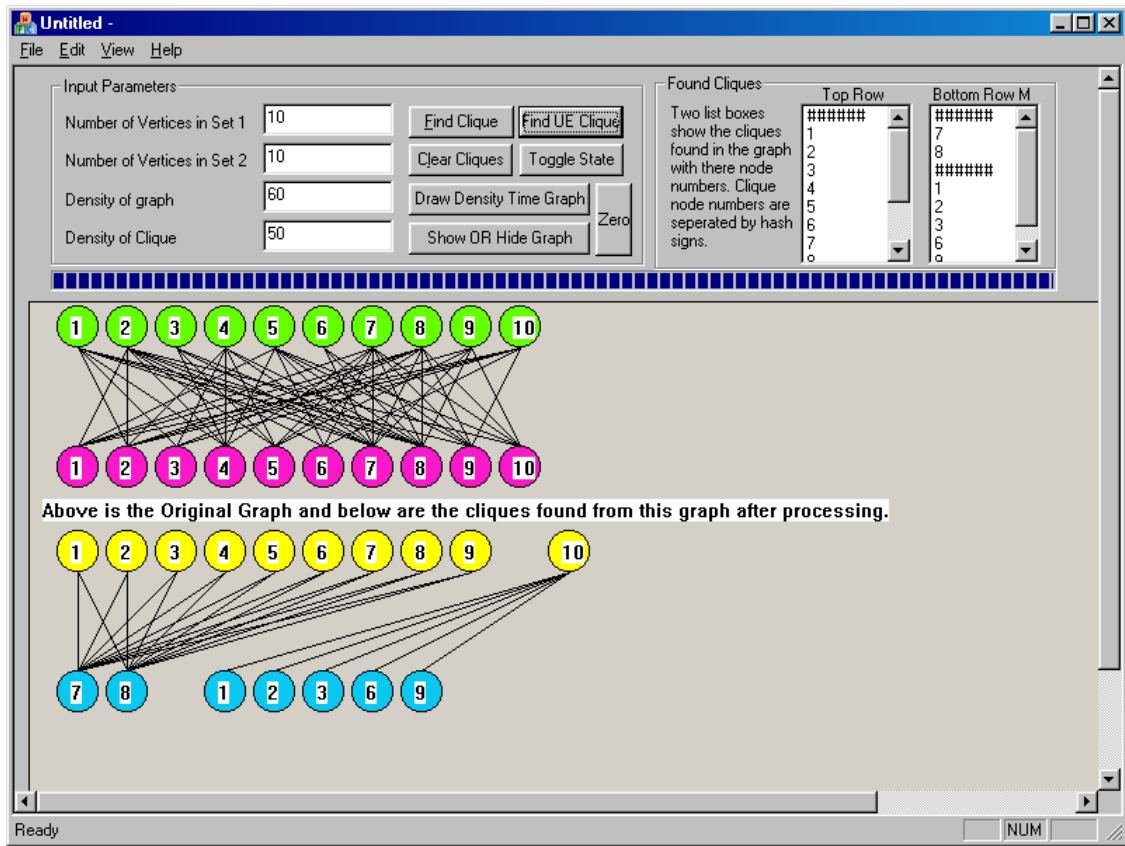 Untitled -
File Edit View Help
Input Parameters
Number of Vertices in Set 1 10
Number of Vertices in Set 2 10
Density of graph 60
Density of Clique 50
Find Clique Find UE Clique
Clear Cliques Toggle State
Draw Density Time Graph
Show OR Hide Graph
Zero
Found Cliques
Two list boxes
show the cliques
found in the graph
with there node
numbers. Clique
node numbers are
seperated by hash
signs.
Top Row
######
1
2
3
4
5
6
7
Bottom Row M
######
7
8
######
1
2
3
6
1 2 3 4 5 6 7 8 9 10
1 2 3 4 5 6 7 8 9 10
Above is the Original Graph and below are the cliques found from this graph after processing.
1 2 3 4 5 6 7 8 9 10
7 8 1 2 3 6 9
Ready NUM